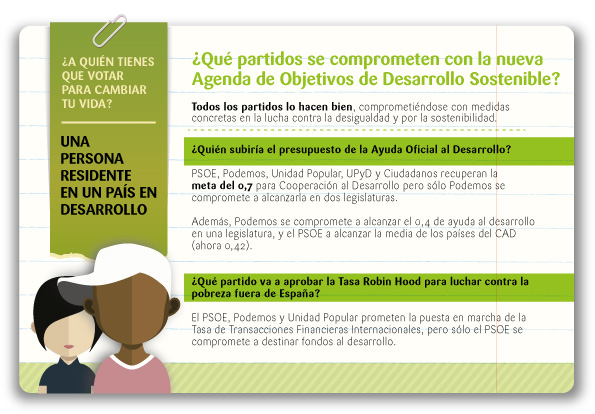 ¿A QUIÉN TIENES
QUE VOTAR
PARA CAMBIAR
TU VIDA?
UNA
PERSONA
RESIDENTE
EN UN PAÍS EN
DESARROLLO
¿Qué partidos se comprometen con la nueva
Agenda de Objetivos de Desarrollo Sostenible?
Todos los partidos lo hacen bien, comprometiéndose con medidas
concretas en la lucha contra la desigualdad y por la sostenibilidad.
¿Quién subiría el presupuesto de la Ayuda Oficial al Desarrollo?
PSOE, Podemos, Unidad Popular, UPyD y Ciudadanos recuperan la
meta del 0,7 para Cooperación al Desarrollo pero sólo Podemos se
compromete a alcanzarla en dos legislaturas.
Además, Podemos se compromete a alcanzar el 0,4 de ayuda al desarrollo
en una legislatura, y el PSOE a alcanzar la media de los países del CAD
(ahora 0,42).
¿Qué partido va a aprobar la Tasa Robin Hood para luchar contra la
pobreza fuera de España?
El PSOE, Podemos y Unidad Popular prometen la puesta en marcha de la
Tasa de Transacciones Financieras Internacionales, pero sólo el PSOE se
compromete a destinar fondos al desarrollo.